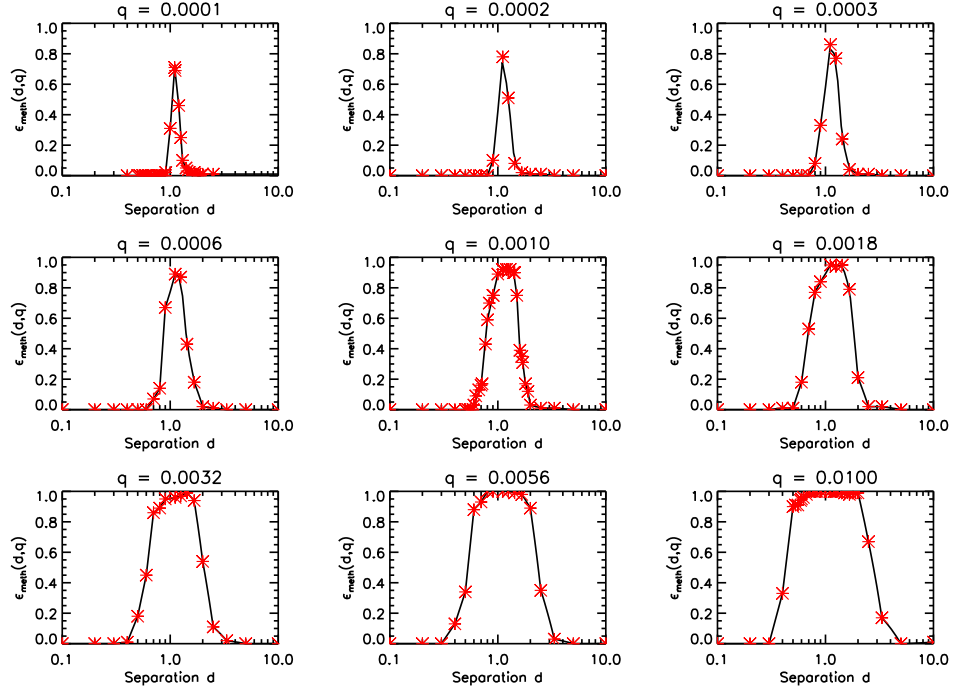 q = 0.0001
q = 0.0002
q = 0.0003
1.0
0.8
0.6
0.4
0.2
0.0
ϵmeth(d,q)
0.1 1.0 10.0
Separation d
1.0
0.8
0.6
0.4
0.2
0.0
ϵmeth(d,q)
0.1 1.0 10.0
Separation d
1.0
0.8
0.6
0.4
0.2
0.0
ϵmeth(d,q)
0.1 1.0 10.0
Separation d
q = 0.0006
q = 0.0010
q = 0.0018
1.0
0.8
0.6
0.4
0.2
0.0
ϵmeth(d,q)
0.1 1.0 10.0
Separation d
1.0
0.8
0.6
0.4
0.2
0.0
ϵmeth(d,q)
0.1 1.0 10.0
Separation d
1.0
0.8
0.6
0.4
0.2
0.0
ϵmeth(d,q)
0.1 1.0 10.0
Separation d
q = 0.0032
q = 0.0056
q = 0.0100
1.0
0.8
0.6
0.4
0.2
0.0
ϵmeth(d,q)
0.1 1.0 10.0
Separation d
1.0
0.8
0.6
0.4
0.2
0.0
ϵmeth(d,q)
0.1 1.0 10.0
Separation d
1.0
0.8
0.6
0.4
0.2
0.0
ϵmeth(d,q)
0.1 1.0 10.0
Separation d